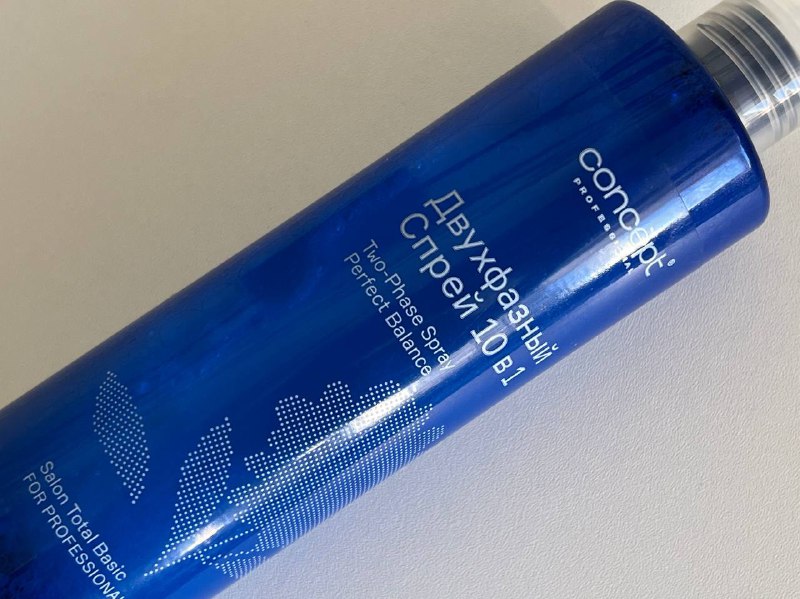 concept®
PROFESSIONAL
Двухфазный
Спрей 10 в 1
Two-Phase Spray
Perfect Balance
Salon Total Basic
FOR PROFESSIONAL